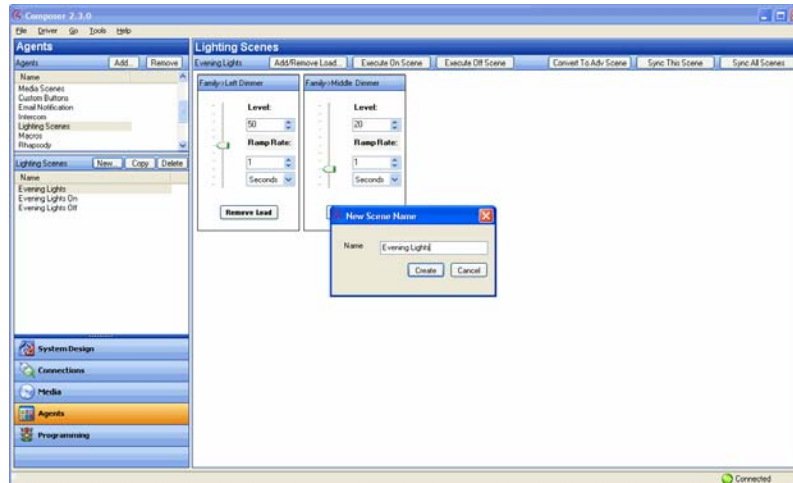 Composer 2.3.0
File Driver Go Tools Help
Agents
Agents Add... Remove
Name
Media Scenes
Custom Buttons
Email Notification
Intercom
Lighting Scenes
Macros
Rhapsody
Lighting Scenes New... Copy Delete
Name
Evening Lights
Evening Lights On
Evening Lights Off
System Design
Connections
Media
Agents
Programming
Lighting Scenes
Evening Lights Add/Remove Load... Execute On Scene Execute Off Scene Convert To Adv Scene Sync This Scene Sync All Scenes
Family->Left Dimmer Family->Middle Dimmer
Level: Level:
50 20
Ramp Rate: Ramp Rate:
1 1
Seconds Seconds
Remove Load
New Scene Name
Name Evening Lights
Create Cancel
Connected